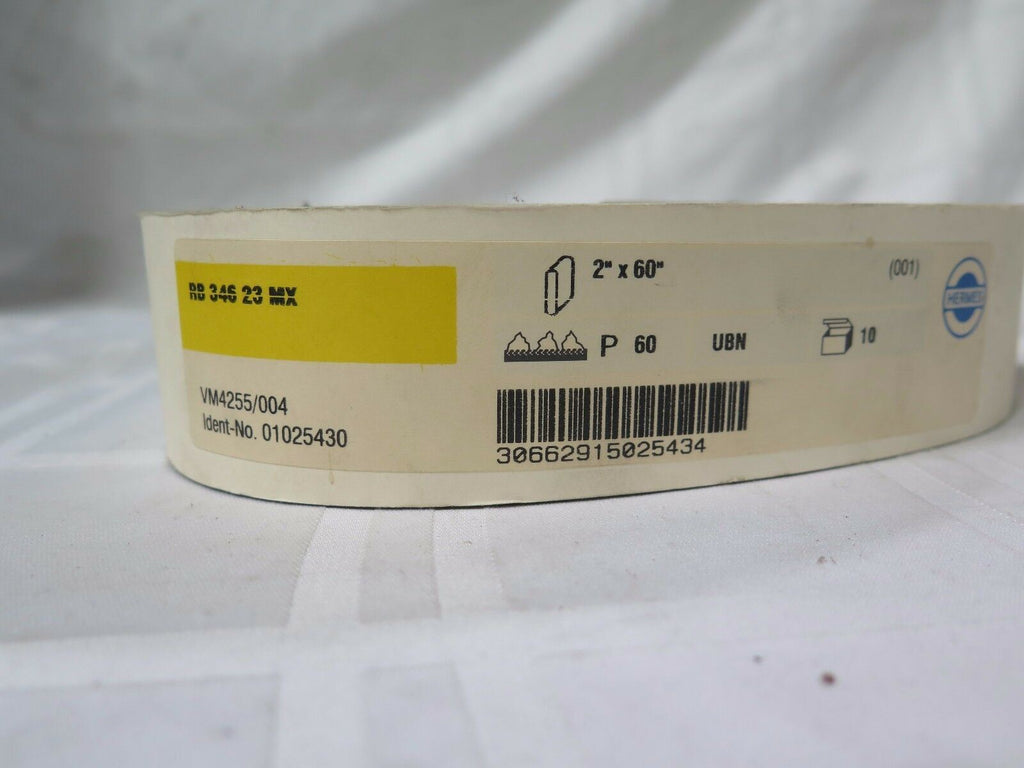 RB 346 23 MX
2" x 60"
(001)
HERMES
P 60 UBN 10
VM4255/004
Ident-No. 01025430
30662915025434